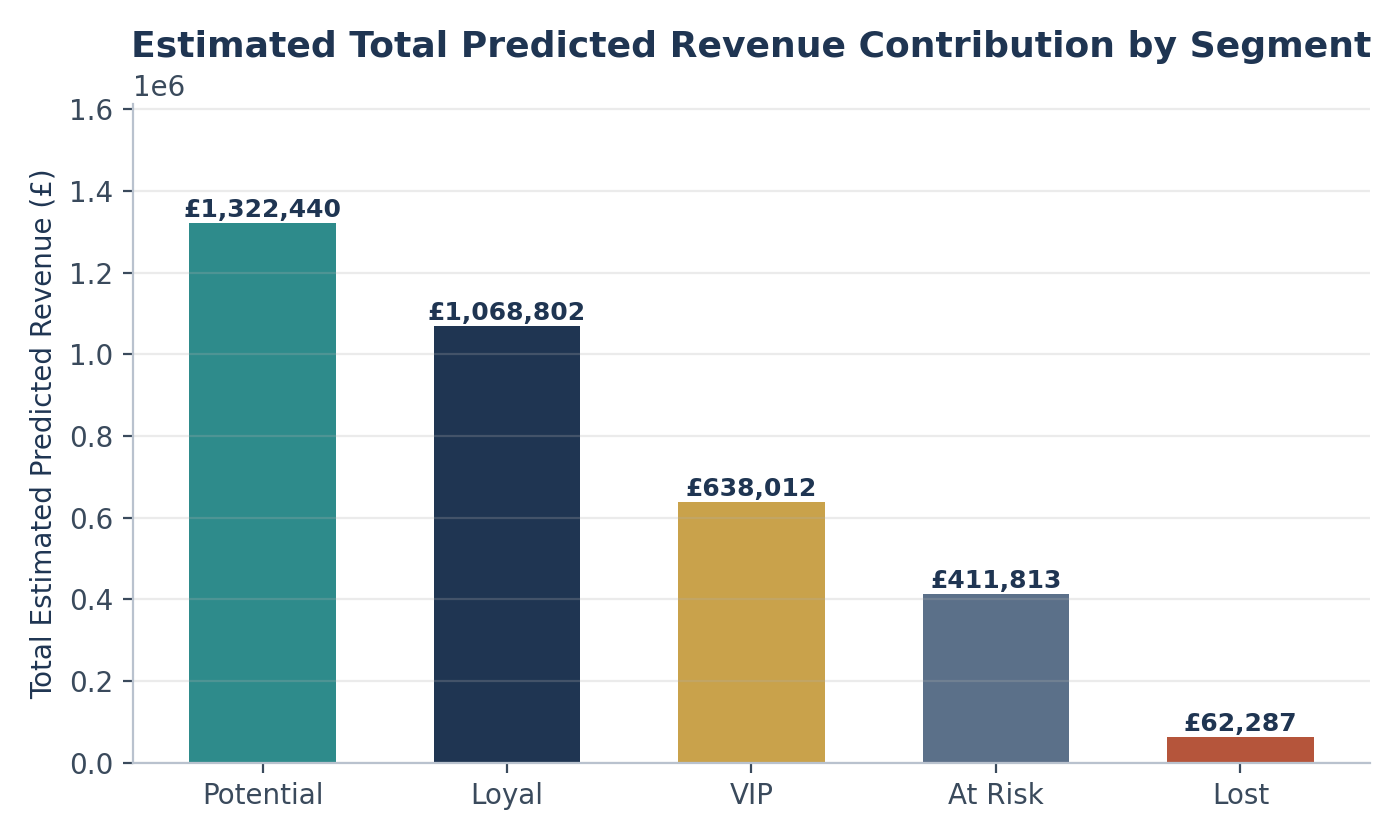 Estimated Total Predicted Revenue Contribution by Segment
1e6
1.6
1.4
1.2
1.0
0.8
0.6
0.4
0.2
0.0
Total Estimated Predicted Revenue (£)
£1,322,440
£1,068,802
£638,012
£411,813
£62,287
Potential
Loyal
VIP
At Risk
Lost